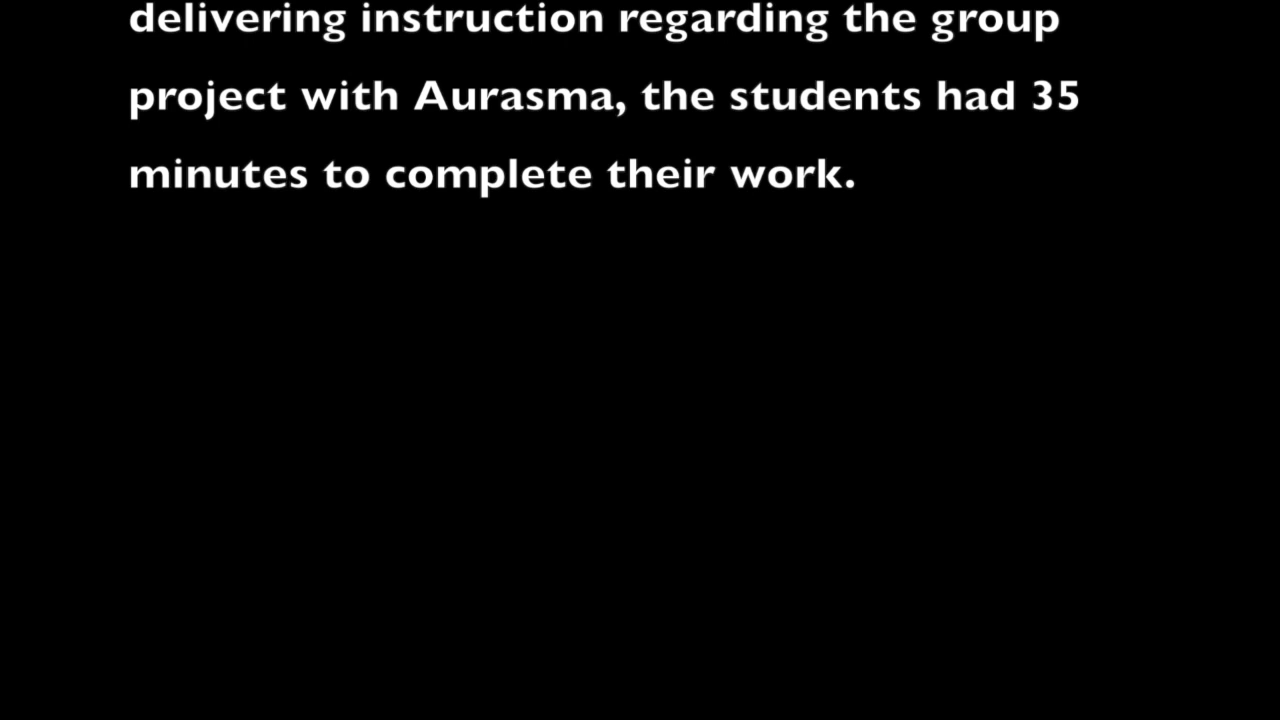 delivering instruction regarding the group
project with Aurasma, the students had 35
minutes to complete their work.